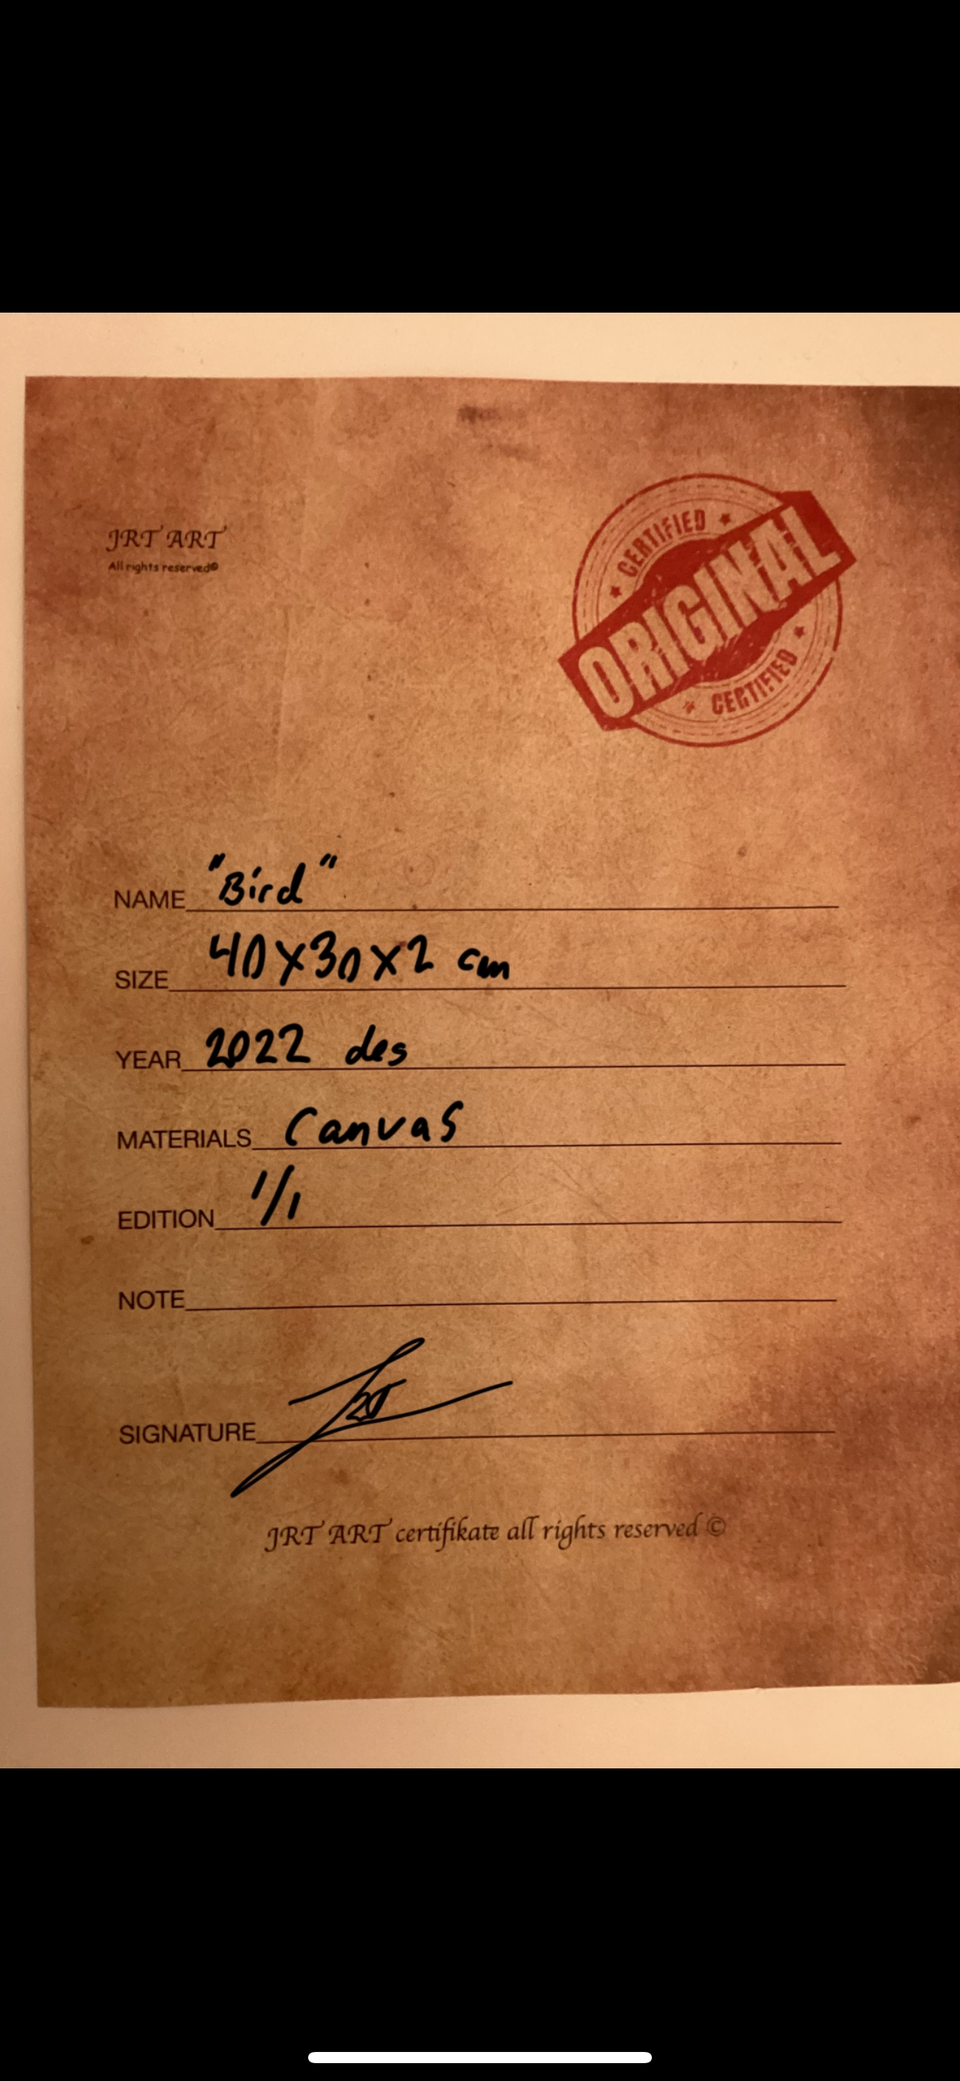 JRT ART
All rights reserved©
CERTIFIED
ORIGINAL
CERTIFIED
NAME "Bird"
SIZE 40x30x2 cm
YEAR 2022 des
MATERIALS Canvas
EDITION 1/1
NOTE
SIGNATURE JRT
JRT ART certifikate all rights reserved ©